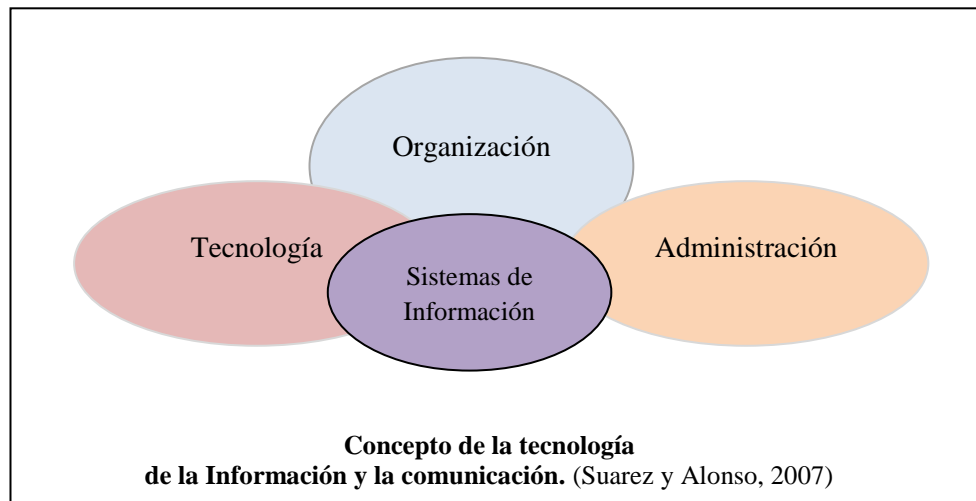 Organización
Tecnología
Administración
Sistemas de
Información
Concepto de la tecnología
de la Información y la comunicación. (Suarez y Alonso, 2007)